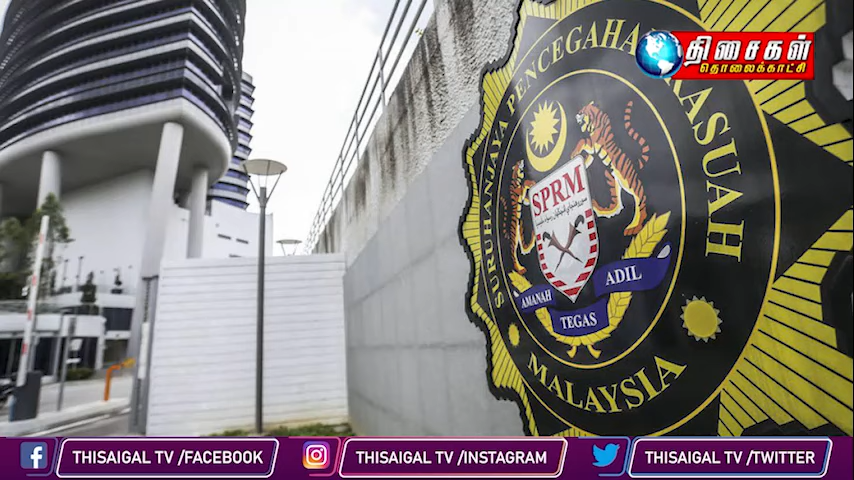 திசைகள்
தொலைக்காட்சி
SURUHANJAYA PENCEGAHAN RASUAH
SPRM
AMANAH
TEGAS
ADIL
MALAYSIA
THISAIGAL TV /FACEBOOK
THISAIGAL TV /INSTAGRAM
THISAIGAL TV /TWITTER